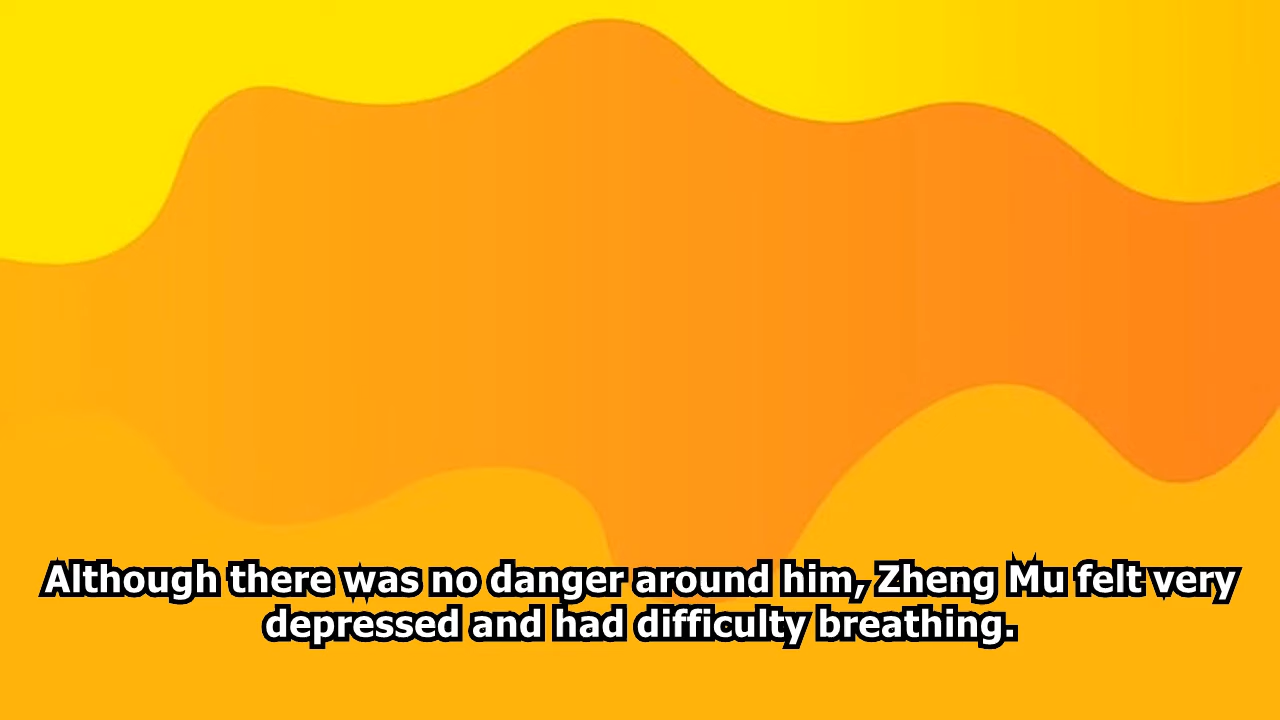 Although there was no danger around him, Zheng Mu felt very
depressed and had difficulty breathing.